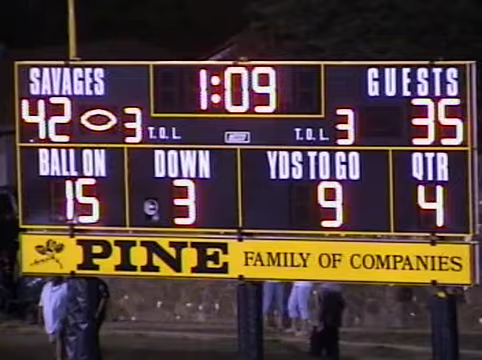 SAVAGES 1:09 GUESTS
42 3 T.O.L. T.O.L. 3 35
BALL ON DOWN YDS TO GO QTR
15 3 9 4
PINE FAMILY OF COMPANIES